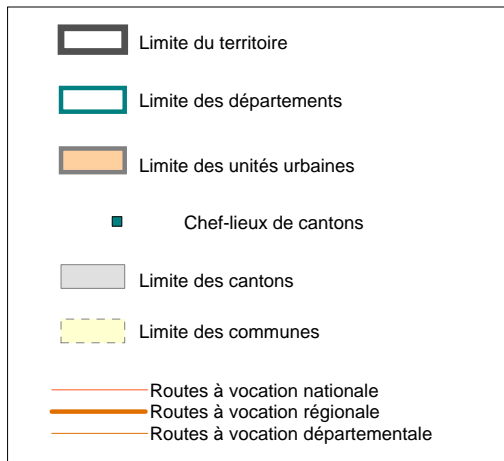 Limite du territoire
Limite des départements
Limite des unités urbaines
Chef-lieux de cantons
Limite des cantons
Limite des communes
Routes à vocation nationale
Routes à vocation régionale
Routes à vocation départementale